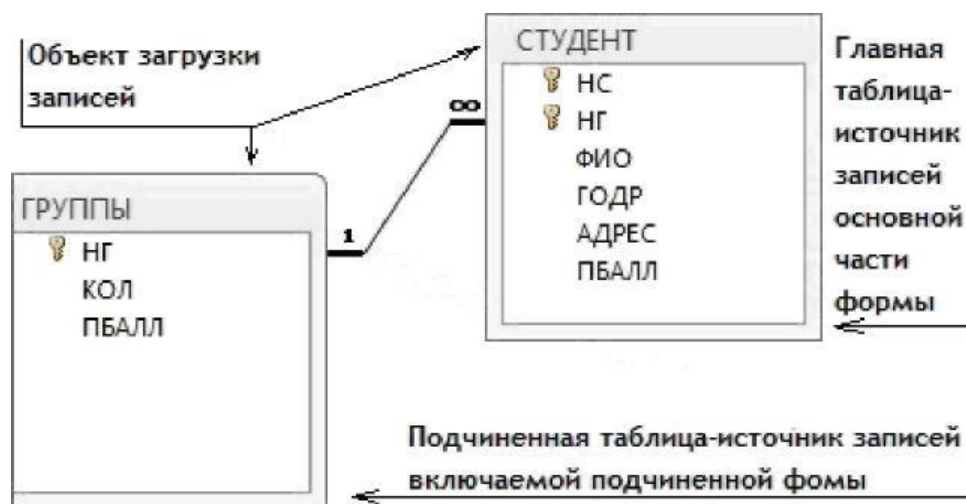 Объект загрузки
записей
СТУДЕНТ
НС
НГ
ФИО
ГОДР
АДРЕС
ПБАЛЛ
Главная
таблица-
источник
записей
основной
части
формы
∞
1
ГРУППЫ
НГ
КОЛ
ПБАЛЛ
Подчиненная таблица-источник записей
включаемой подчиненной фомы